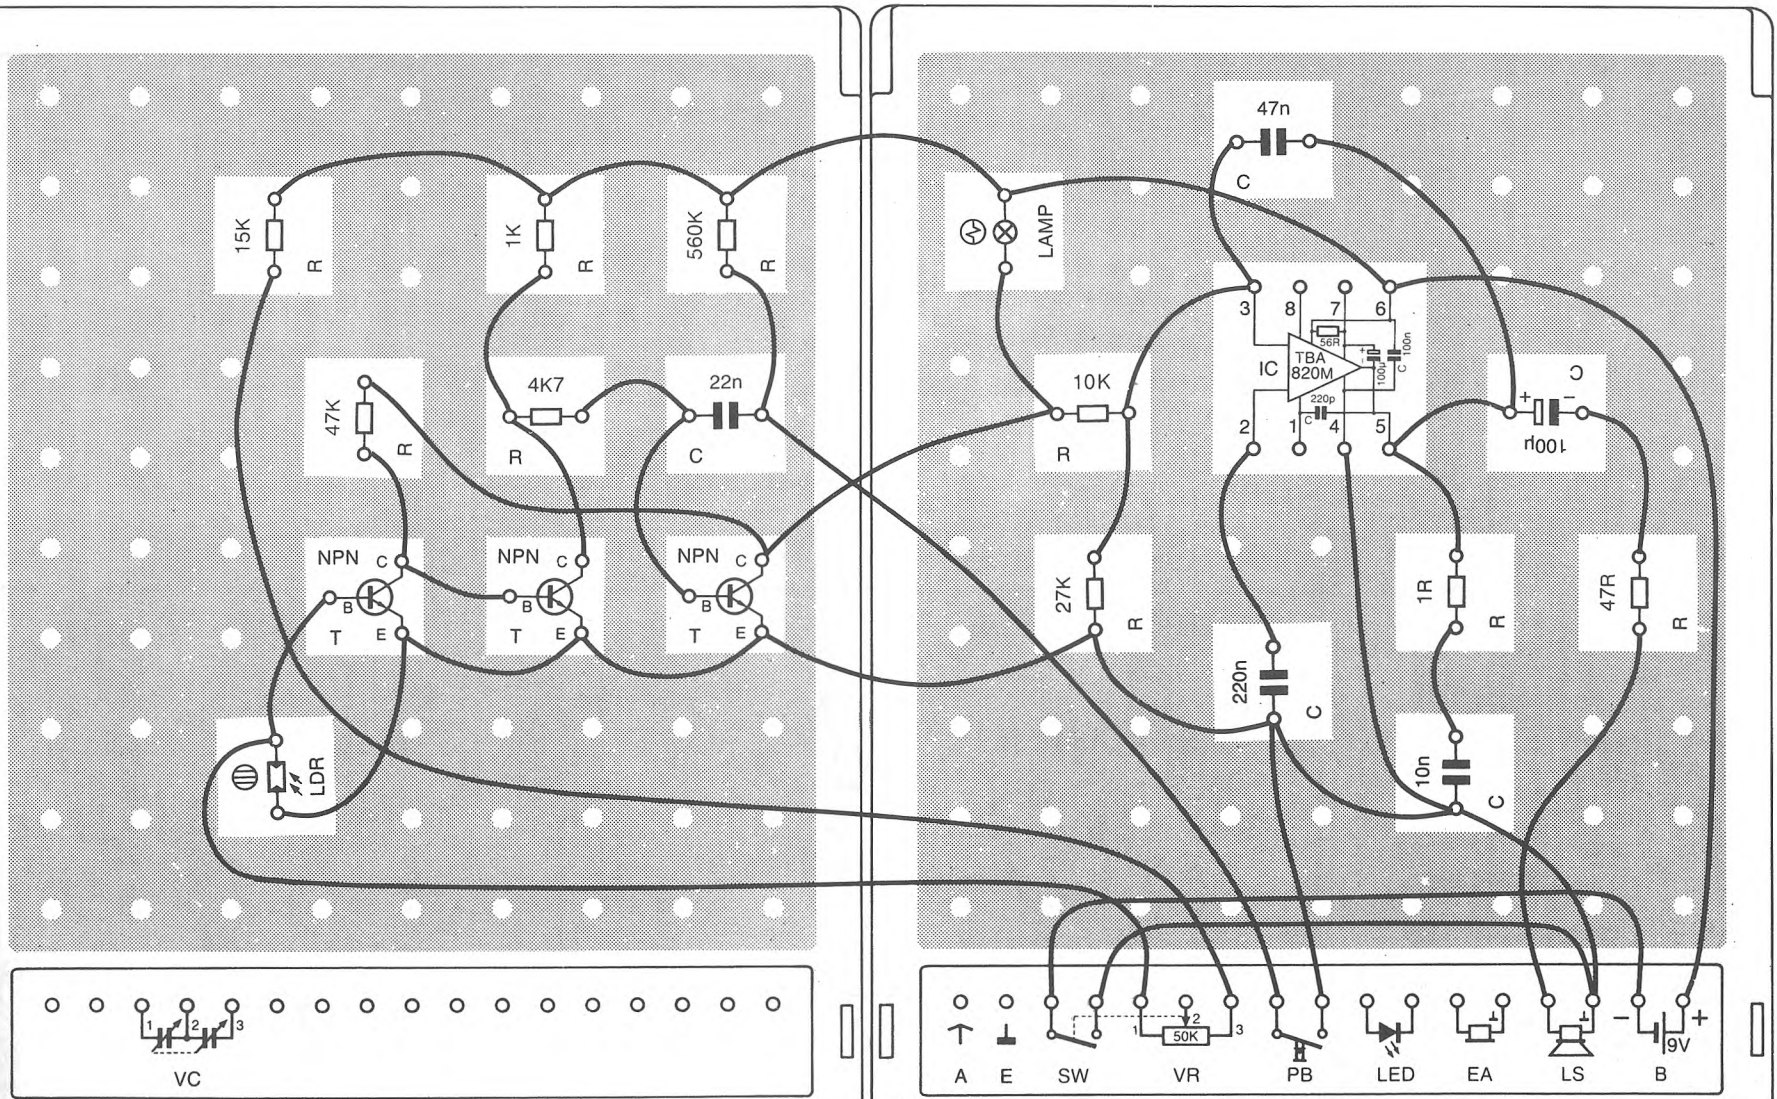 47n
C
15K
R
1K
R
560K
R
LAMP
3 8 7 6
56R
100n
C
IC
TBA
820M
100µ
+
-
220p
C
2 1 4 5
47K
R
4K7
R
22n
C
10K
R
C
+ -
100µ
NPN
C
B
E
T
NPN
C
B
E
T
NPN
C
B
E
T
27K
R
1R
R
47R
R
220n
C
LDR
10n
C
1 2 3
VC
A
E
SW
1 2 3
50K
VR
PB
LED
+
EA
+
LS
- +
9V
B